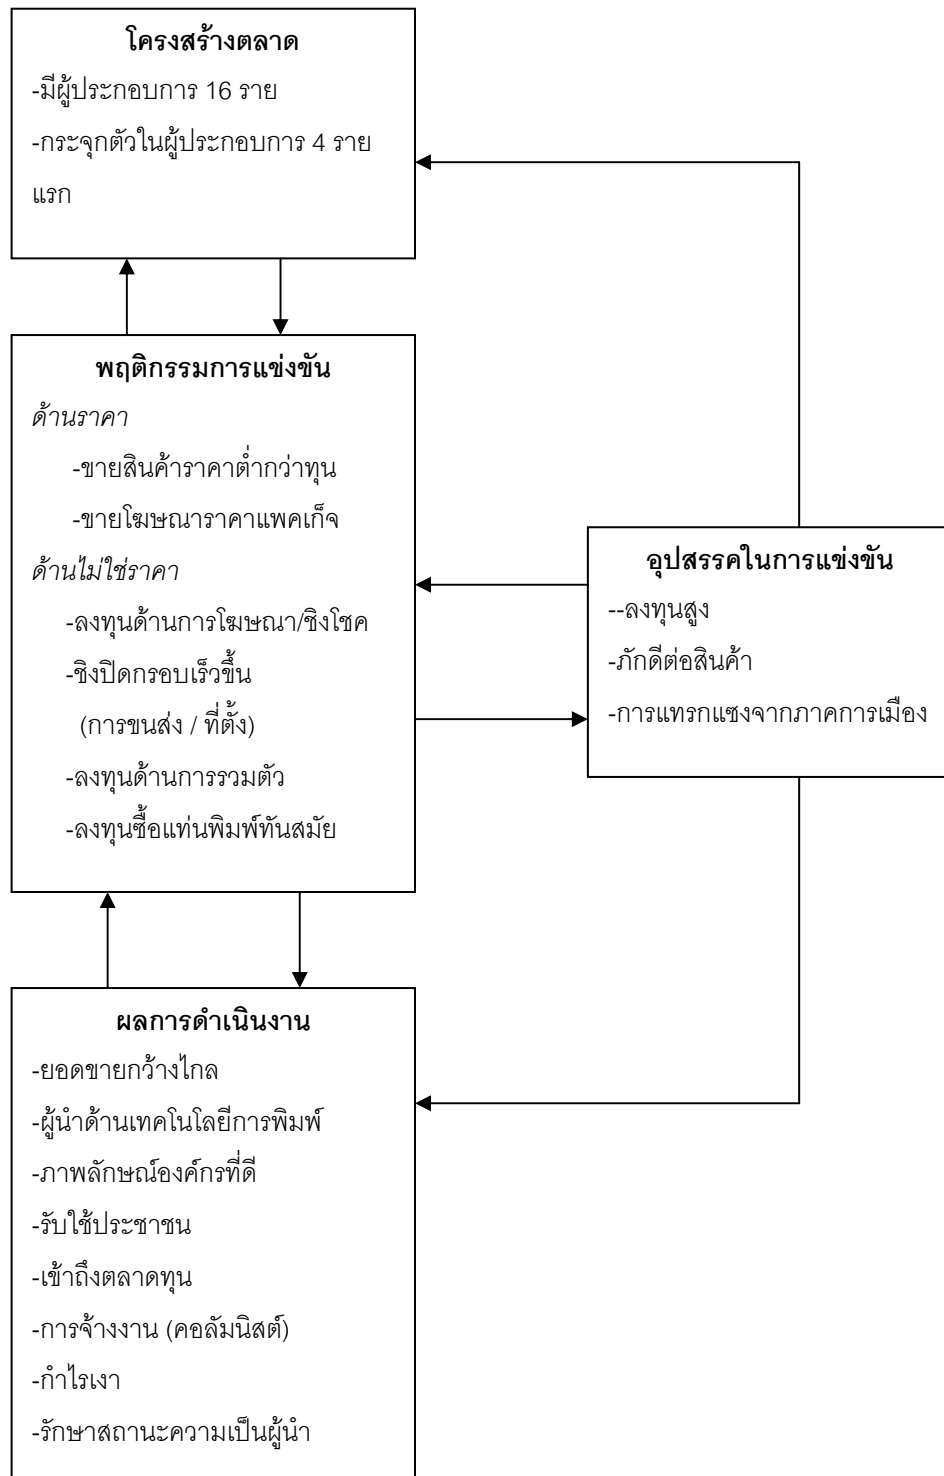 โครงสร้างตลาด
-มีผู้ประกอบการ 16 ราย
-กระจุกตัวในผู้ประกอบการ 4 ราย
แรก
พฤติกรรมการแข่งขัน
ด้านราคา
-ขายสินค้าราคาต่ำกว่าทุน
-ขายโฆษณาราคาแพคเก็จ
ด้านไม่ใช่ราคา
-ลงทุนด้านการโฆษณา/ชิงโชค
-ชิงปิดกรอบเร็วขึ้น
(การขนส่ง / ที่ตั้ง)
-ลงทุนด้านการรวมตัว
-ลงทุนซื้อแท่นพิมพ์ทันสมัย
อุปสรรคในการแข่งขัน
--ลงทุนสูง
-ภักดีต่อสินค้า
-การแทรกแซงจากภาคการเมือง
ผลการดำเนินงาน
-ยอดขายกว้างไกล
-ผู้นำด้านเทคโนโลยีการพิมพ์
-ภาพลักษณ์องค์กรที่ดี
-รับใช้ประชาชน
-เข้าถึงตลาดทุน
-การจ้างงาน (คอลัมนิสต์)
-กำไรเงา
-รักษาสถานะความเป็นผู้นำ